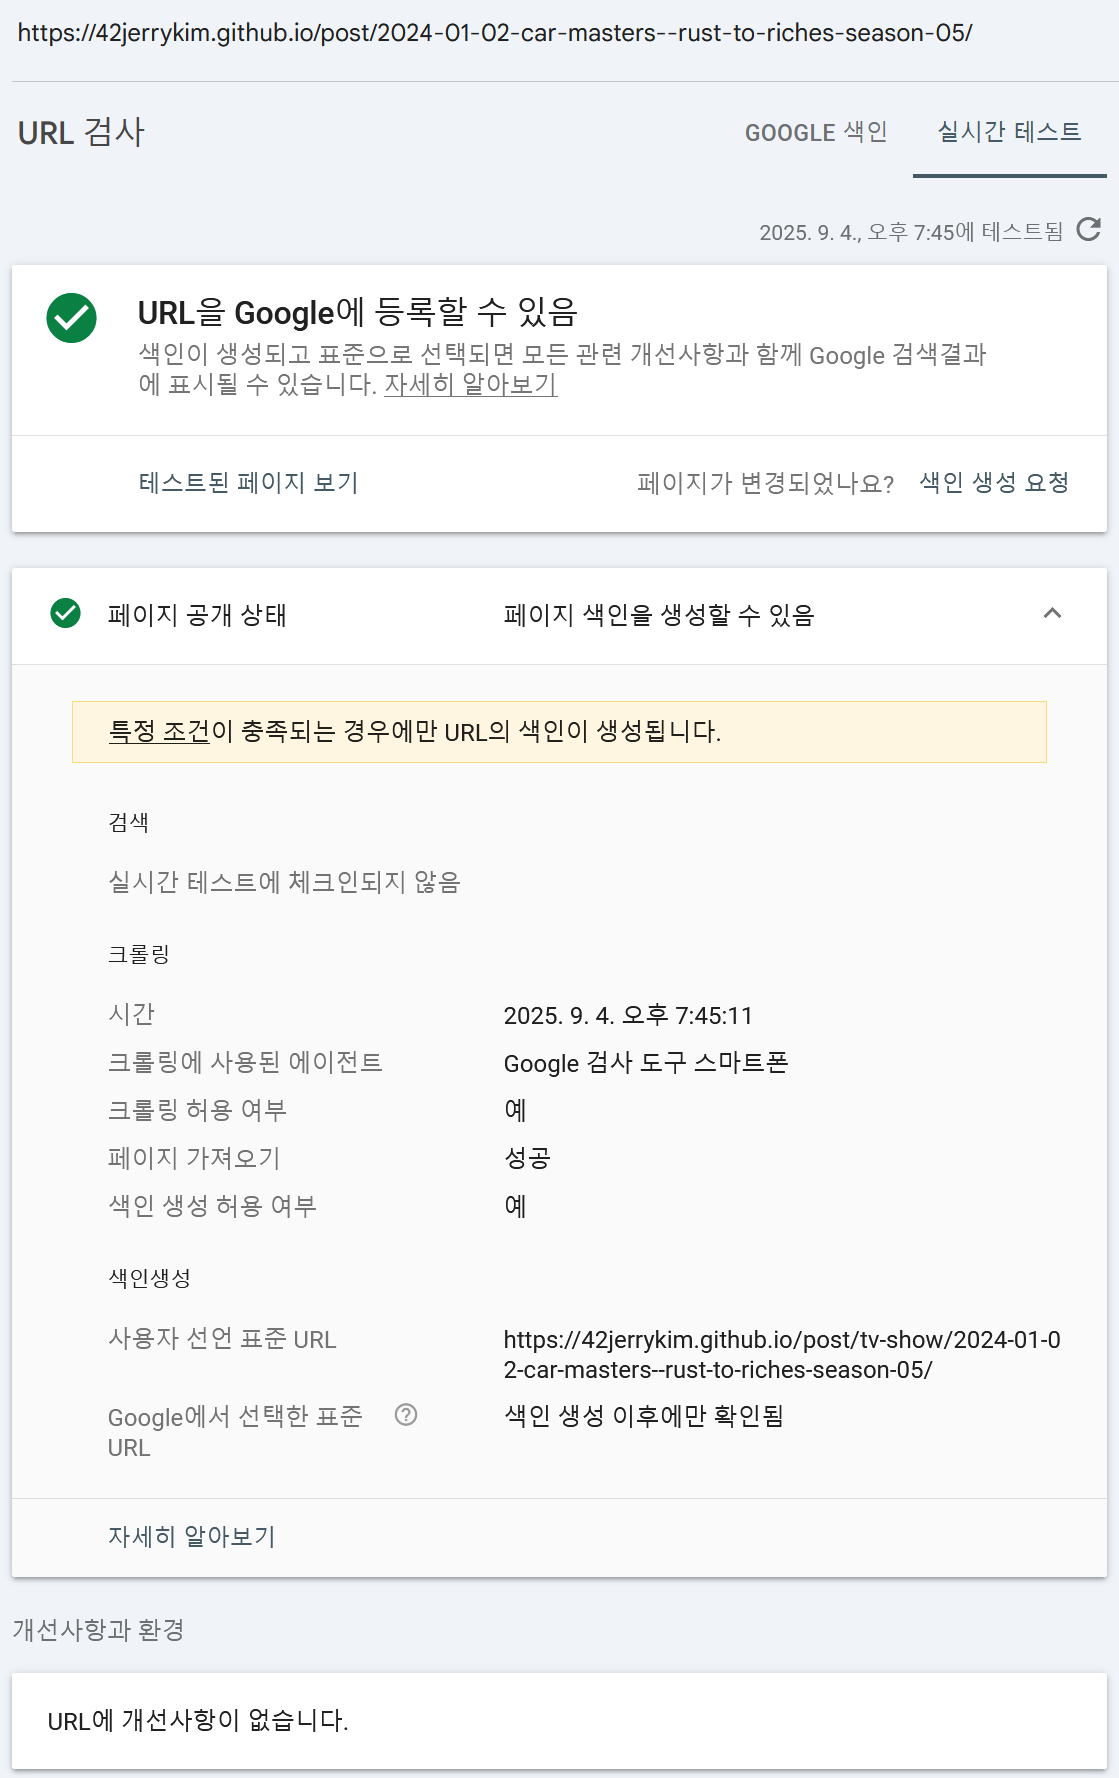 https://42jerrykim.github.io/post/2024-01-02-car-masters--rust-to-riches-season-05/
URL 검사
GOOGLE 색인
실시간 테스트
2025. 9. 4., 오후 7:45에 테스트됨
URL을 Google에 등록할 수 있음
색인이 생성되고 표준으로 선택되면 모든 관련 개선사항과 함께 Google 검색결과
에 표시될 수 있습니다. 자세히 알아보기
테스트된 페이지 보기
페이지가 변경되었나요? 색인 생성 요청
페이지 공개 상태
페이지 색인을 생성할 수 있음
특정 조건이 충족되는 경우에만 URL의 색인이 생성됩니다.
검색
실시간 테스트에 체크인되지 않음
크롤링
시간
2025. 9. 4. 오후 7:45:11
크롤링에 사용된 에이전트
Google 검사 도구 스마트폰
크롤링 허용 여부
예
페이지 가져오기
성공
색인 생성 허용 여부
예
색인생성
사용자 선언 표준 URL
https://42jerrykim.github.io/post/tv-show/2024-01-0
2-car-masters--rust-to-riches-season-05/
Google에서 선택한 표준
URL
색인 생성 이후에만 확인됨
자세히 알아보기
개선사항과 환경
URL에 개선사항이 없습니다.